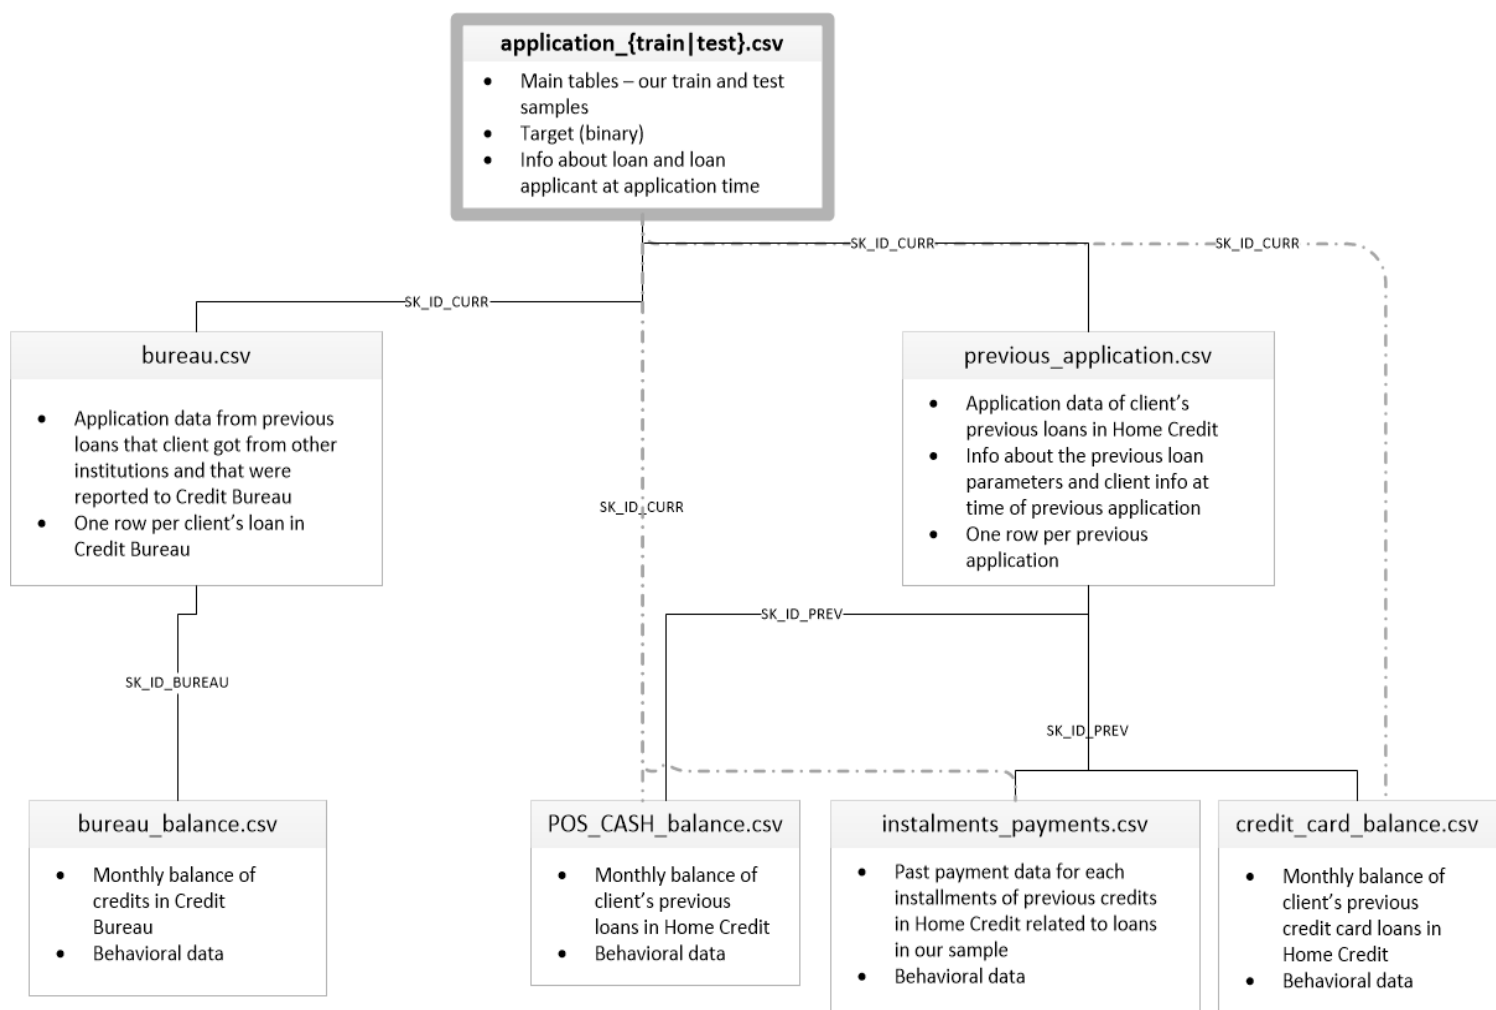 application_{train|test}.csv
• Main tables – our train and test
samples
• Target (binary)
• Info about loan and loan
applicant at application time
SK_ID_CURR
SK_ID_CURR
SK_ID_CURR
bureau.csv
• Application data from previous
loans that client got from other
institutions and that were
reported to Credit Bureau
• One row per client's loan in
Credit Bureau
SK_ID_CURR
previous_application.csv
• Application data of client's
previous loans in Home Credit
• Info about the previous loan
parameters and client info at
time of previous application
• One row per previous
application
SK_ID_PREV
SK_ID_BUREAU
SK_ID_PREV
bureau_balance.csv
• Monthly balance of
credits in Credit
Bureau
• Behavioral data
POS_CASH_balance.csv
• Monthly balance of
client's previous
loans in Home Credit
• Behavioral data
instalments_payments.csv
• Past payment data for each
installments of previous credits
in Home Credit related to loans
in our sample
• Behavioral data
credit_card_balance.csv
• Monthly balance of
client's previous
credit card loans in
Home Credit
• Behavioral data